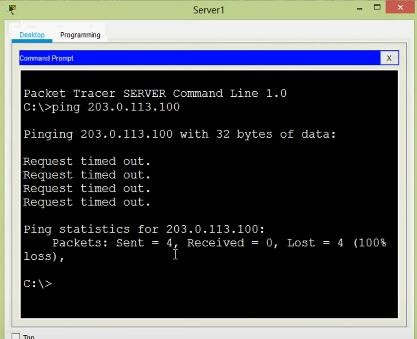 Server1
Desktop Programming
Command Prompt X
Packet Tracer SERVER Command Line 1.0
C:\>ping 203.0.113.100
Pinging 203.0.113.100 with 32 bytes of data:
Request timed out.
Request timed out.
Request timed out.
Request timed out.
Ping statistics for 203.0.113.100:
Packets: Sent = 4, Received = 0, Lost = 4 (100%
loss),
C:\>
Top